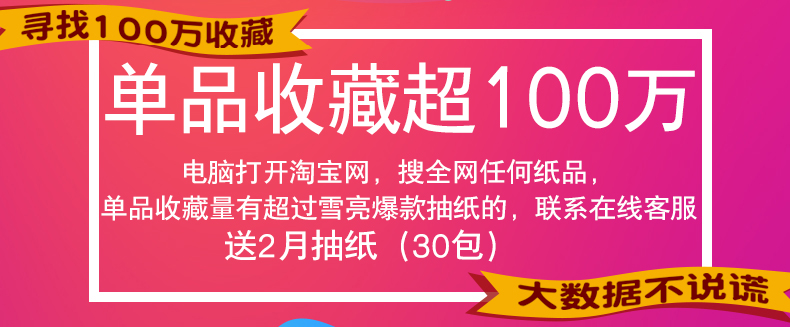 寻找100万收藏
单品收藏超100万
电脑打开淘宝网，搜全网任何纸品，
单品收藏量有超过雪亮爆款抽纸的，联系在线客服
送2月抽纸（30包）
大数据不说谎